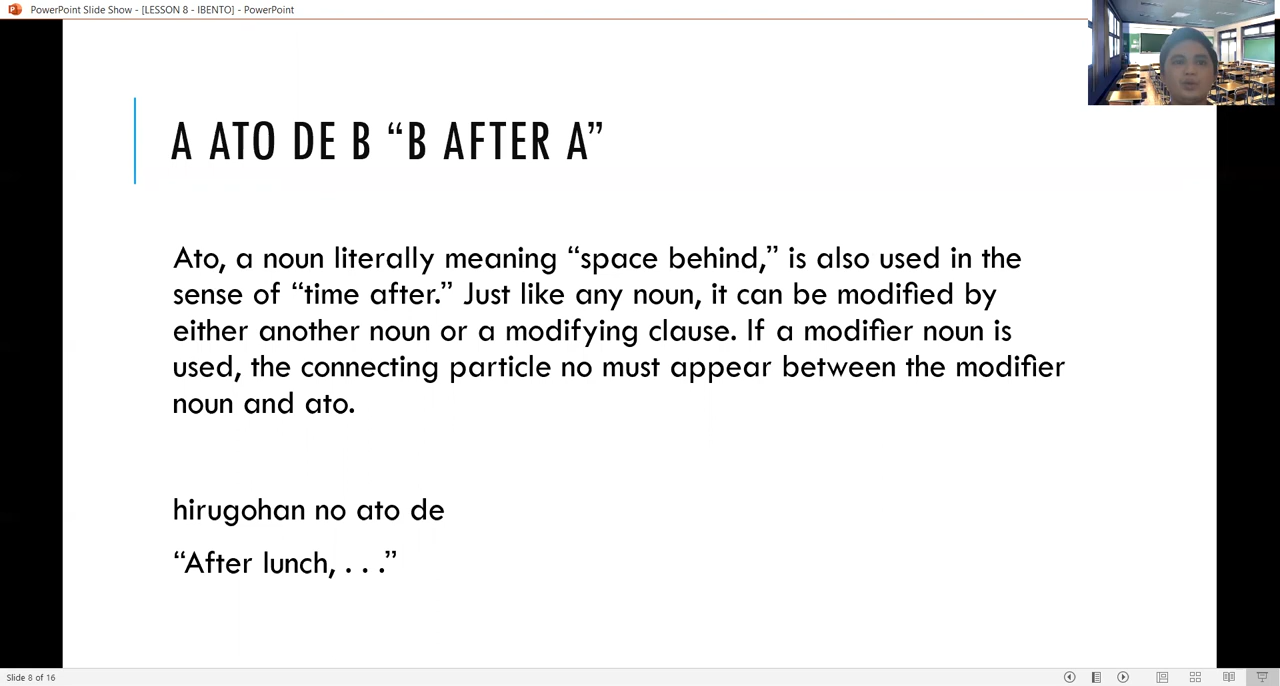 PowerPoint Slide Show - [LESSON 8 - IBENTO] - PowerPoint
A ATO DE B “B AFTER A”
Ato, a noun literally meaning “space behind,” is also used in the
sense of “time after.” Just like any noun, it can be modified by
either another noun or a modifying clause. If a modifier noun is
used, the connecting particle no must appear between the modifier
noun and ato.
hirugohan no ato de
“After lunch, . . .”
Slide 8 of 16